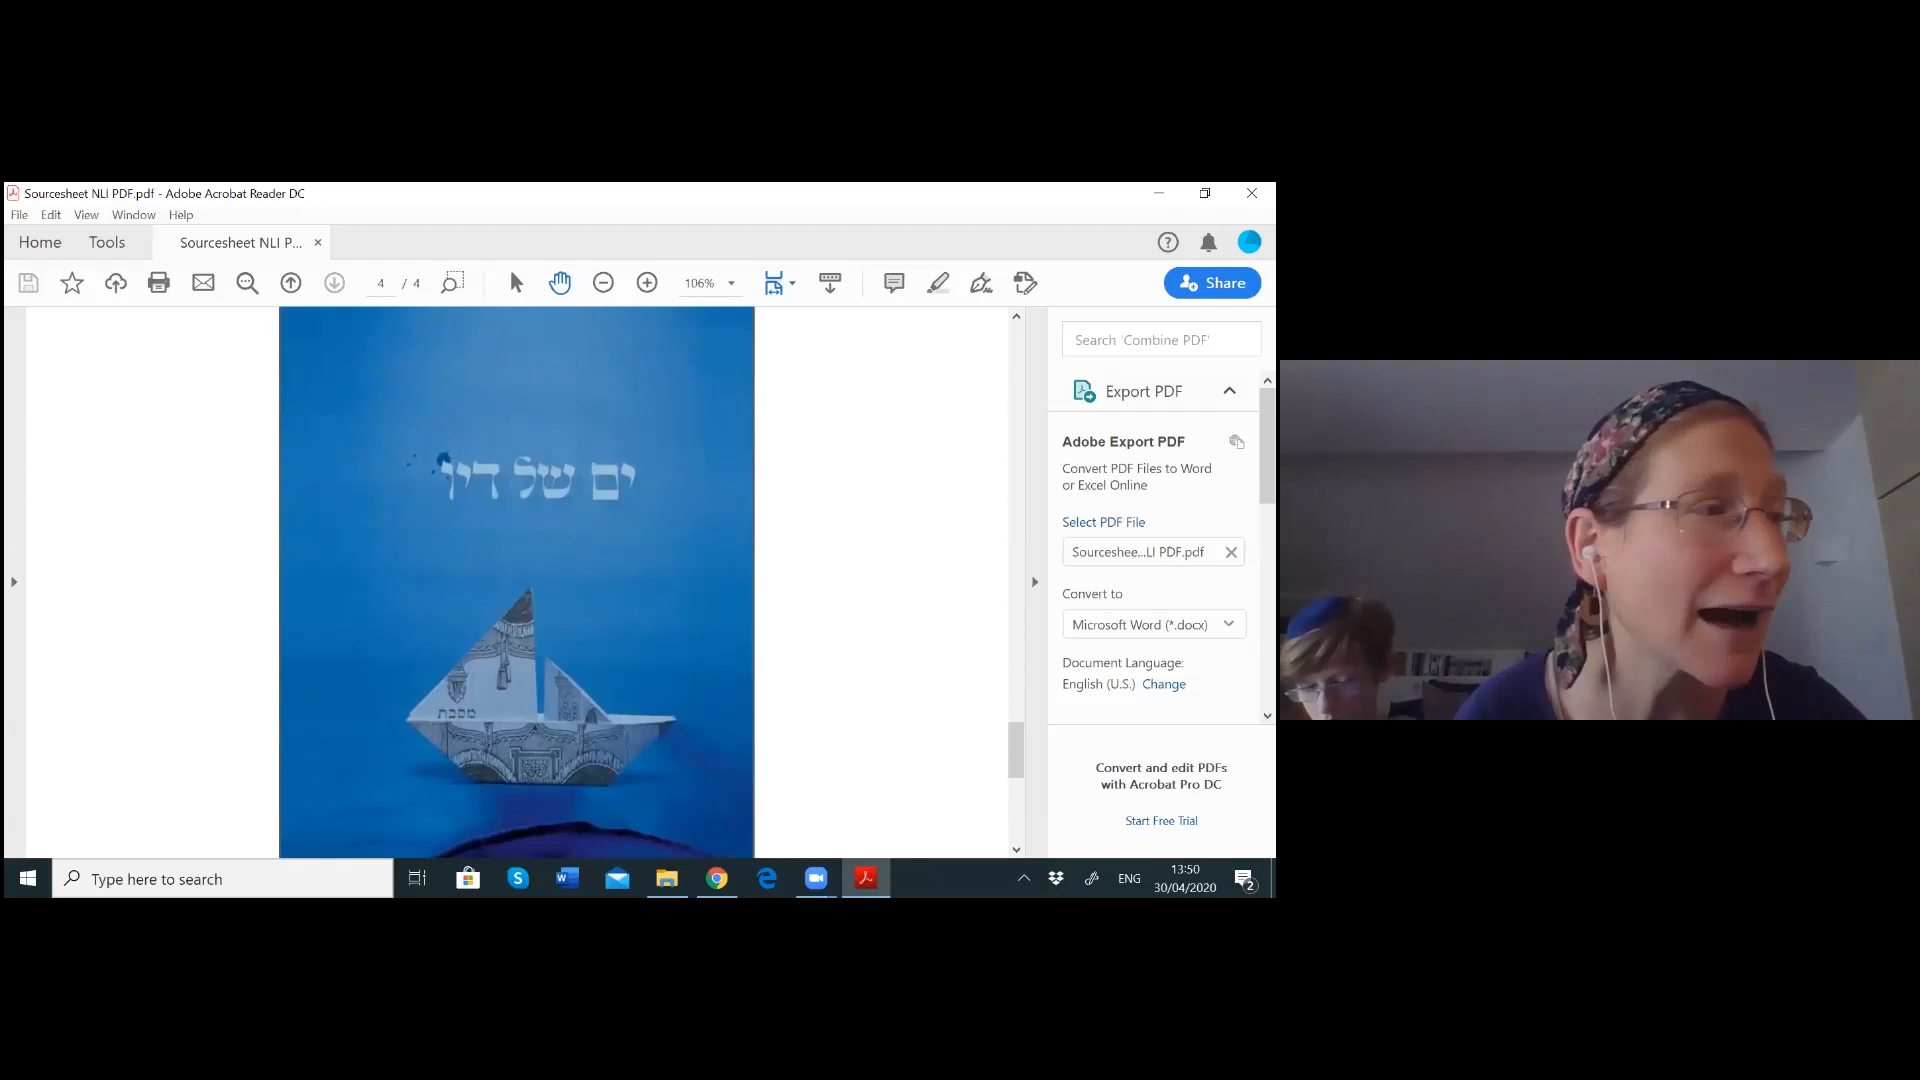 Sourcesheet NLI PDF.pdf - Adobe Acrobat Reader DC
File Edit View Window Help
Home Tools Sourcesheet NLI P... ×
4 / 4 106% Share
ים של דיו
מסכת
Search 'Combine PDF'
Export PDF
Adobe Export PDF
Convert PDF Files to Word
or Excel Online
Select PDF File
Sourceshee...LI PDF.pdf
Convert to
Microsoft Word (*.docx)
Document Language:
English (U.S.) Change
Convert and edit PDFs
with Acrobat Pro DC
Start Free Trial
Type here to search
ENG
13:50
30/04/2020
2